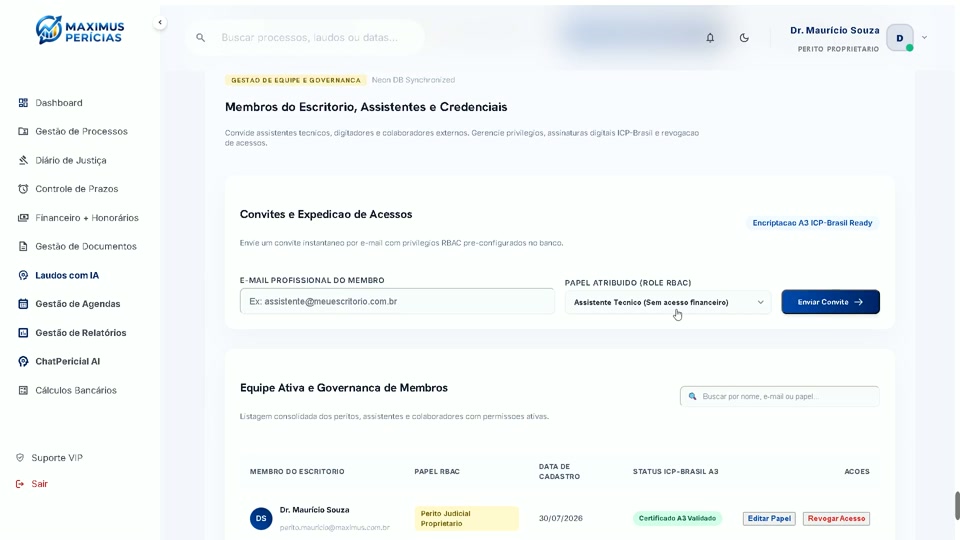 MAXIMUS
PERÍCIAS
Buscar processos, laudos ou datas...
Dr. Maurício Souza
PERITO PROPRIETARIO
D
Dashboard
Gestão de Processos
Diário de Justiça
Controle de Prazos
Financeiro + Honorários
Gestão de Documentos
Laudos com IA
Gestão de Agendas
Gestão de Relatórios
ChatPericial AI
Cálculos Bancários
Suporte VIP
Sair
GESTAO DE EQUIPE E GOVERNANCA Neon DB Synchronized
Membros do Escritorio, Assistentes e Credenciais
Convide assistentes tecnicos, digitadores e colaboradores externos. Gerencie privilegios, assinaturas digitais ICP-Brasil e revogacao
de acessos.
Convites e Expedicao de Acessos
Encriptacao A3 ICP-Brasil Ready
Envie um convite instantaneo por e-mail com privilegios RBAC pre-configurados no banco.
E-MAIL PROFISSIONAL DO MEMBRO
Ex: assistente@meuescritorio.com.br
PAPEL ATRIBUIDO (ROLE RBAC)
Assistente Tecnico (Sem acesso financeiro)
Enviar Convite →
Equipe Ativa e Governanca de Membros
Buscar por nome, e-mail ou papel...
Listagem consolidada dos peritos, assistentes e colaboradores com permissoes ativas.
MEMBRO DO ESCRITORIO
PAPEL RBAC
DATA DE
CADASTRO
STATUS ICP-BRASIL A3
ACOES
DS
Dr. Maurício Souza
perito.mauricio@maximus.com.br
Perito Judicial
Proprietario
30/07/2026
Certificado A3 Validado
Editar Papel
Revogar Acesso